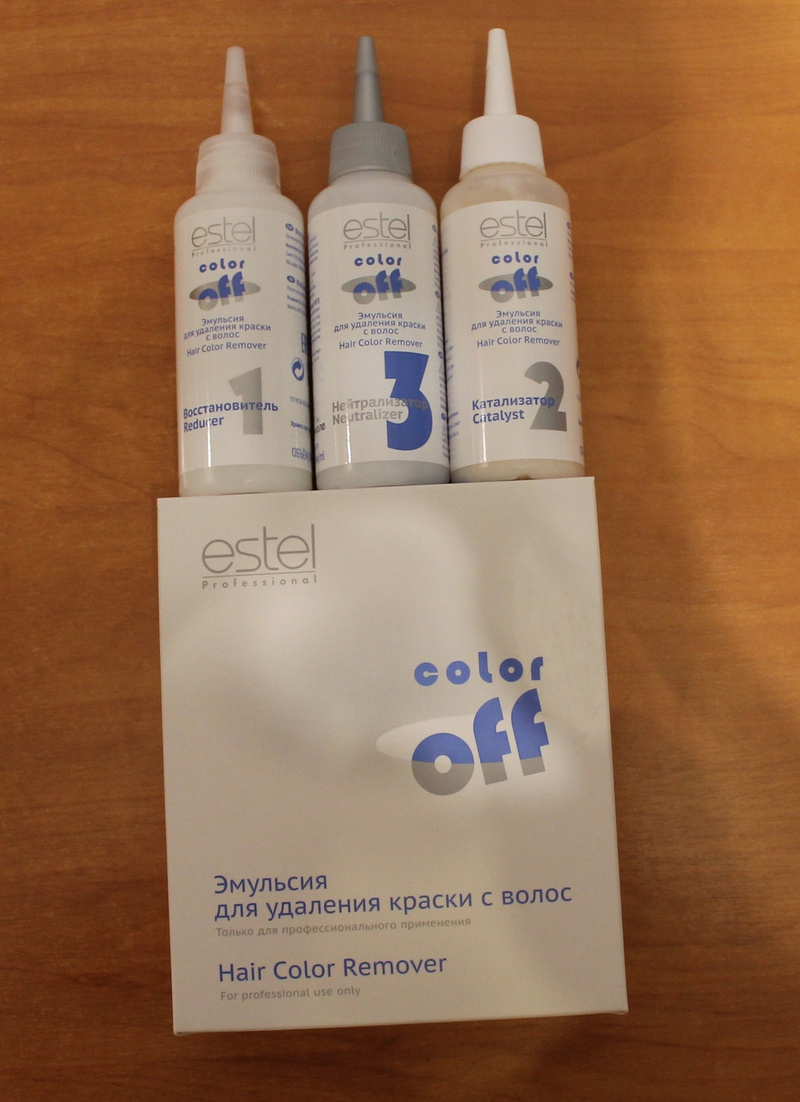 estel
Professional
color
off
Эмульсия
для удаления краски
с волос
Hair Color Remover
1
Восстановитель
Reducer
estel
Professional
color
off
Эмульсия
для удаления краски
с волос
Hair Color Remover
3
Нейтрализатор
Neutralizer
estel
Professional
color
off
Эмульсия
для удаления краски
с волос
Hair Color Remover
2
Катализатор
Catalyst
estel
Professional
color
off
Эмульсия
для удаления краски с волос
Только для профессионального применения
Hair Color Remover
For professional use only